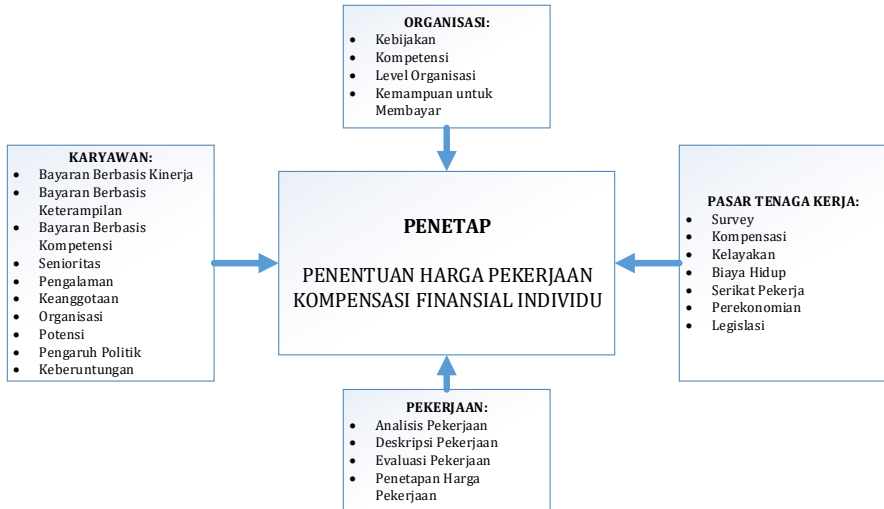 ORGANISASI:
• Kebijakan
• Kompetensi
• Level Organisasi
• Kemampuan untuk
Membayar
KARYAWAN:
• Bayaran Berbasis Kinerja
• Bayaran Berbasis
Keterampilan
• Bayaran Berbasis
Kompetensi
• Senioritas
• Pengalaman
• Keanggotaan
• Organisasi
• Potensi
• Pengaruh Politik
• Keberuntungan
PENETAP
PENENTUAN HARGA PEKERJAAN
KOMPENSASI FINANSIAL INDIVIDU
PASAR TENAGA KERJA:
• Survey
• Kompensasi
• Kelayakan
• Biaya Hidup
• Serikat Pekerja
• Perekonomian
• Legislasi
PEKERJAAN:
• Analisis Pekerjaan
• Deskripsi Pekerjaan
• Evaluasi Pekerjaan
• Penetapan Harga
Pekerjaan